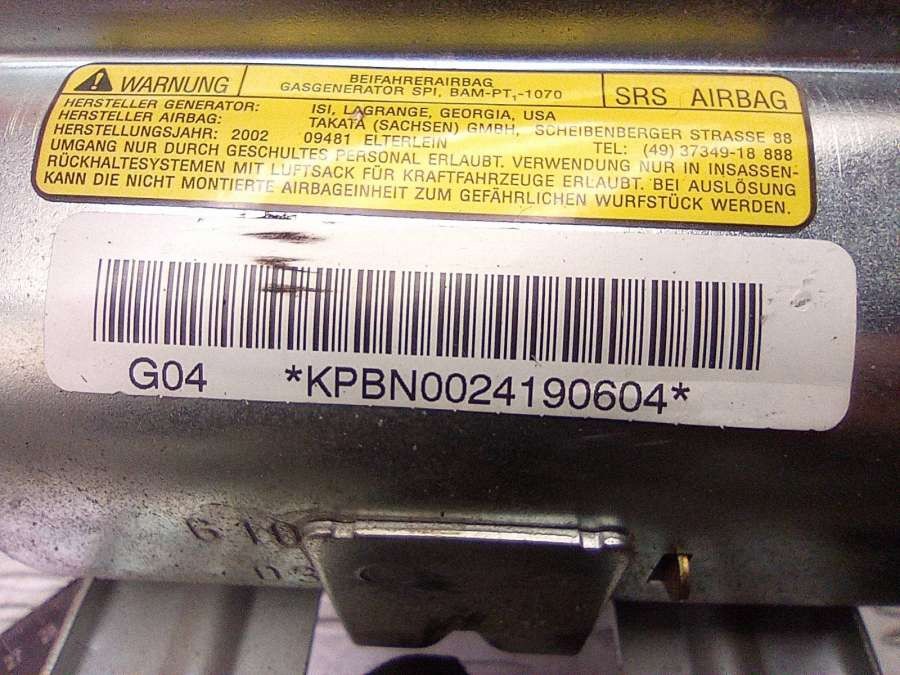 WARNUNG
BEIFAHRERAIRBAG
GASGENERATOR SPI, BAM-PT₁-1070
SRS AIRBAG
HERSTELLER GENERATOR: ISI, LAGRANGE, GEORGIA, USA
HERSTELLER AIRBAG: TAKATA (SACHSEN) GMBH, SCHEIBENBERGER STRASSE 88
HERSTELLUNGSJAHR: 2002 09481 ELTERLEIN TEL: (49) 37349-18 888
UMGANG NUR DURCH GESCHULTES PERSONAL ERLAUBT. VERWENDUNG NUR IN INSASSEN-
RÜCKHALTESYSTEMEN MIT LUFTSACK FÜR KRAFTFAHRZEUGE ERLAUBT. BEI AUSLÖSUNG
KANN DIE NICHT MONTIERTE AIRBAGEINHEIT ZUM GEFÄHRLICHEN WURFSTÜCK WERDEN.
G04 *KPBN0024190604*
610
03